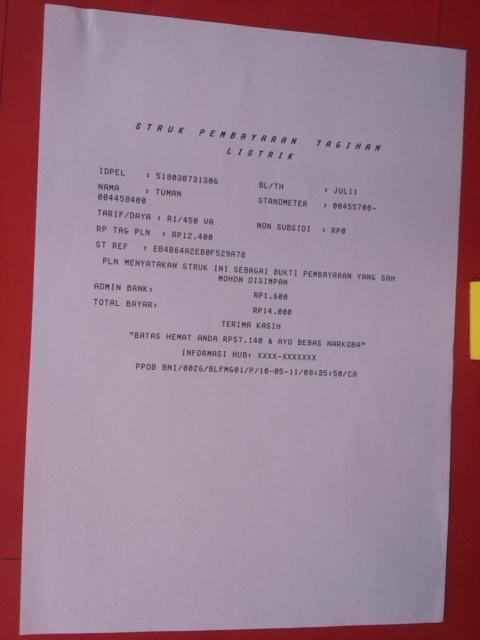 STRUK PEMBAYARAN TAGIHAN
LISTRIK
IDPEL : 518030731306 BL/TH : JUL11
NAMA : TUMAN STANDMETER : 00455700-
004458400
TARIF/DAYA : R1/450 VA NON SUBSIDI : RP0
RP TAG PLN : RP12.400
ST REF : EB4B64A2EB0F529A78
PLN MENYATAKAN STRUK INI SEBAGAI BUKTI PEMBAYARAN YANG SAH
MOHON DISIMPAN
ADMIN BANK: RP1.600
TOTAL BAYAR: RP14.000
TERIMA KASIH
"BATAS HEMAT ANDA RP57.140 & AYO BEBAS NARKOBA"
INFORMASI HUB: XXXX-XXXXXXX
PPOB BNI/0026/BLFMG01/P/10-05-11/08:35:50/CA